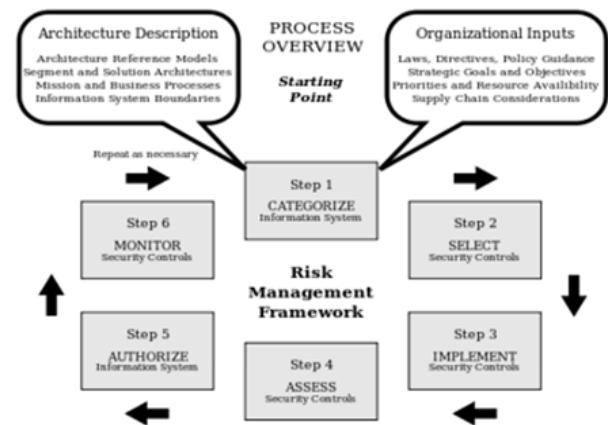 Architecture Description
Architecture Reference Models
Segment and Solution Architectures
Mission and Business Processes
Information System Boundaries
PROCESS
OVERVIEW
Starting
Point
Organizational Inputs
Laws, Directives, Policy Guidance
Strategic Goals and Objectives
Priorities and Resource Availibility
Supply Chain Considerations
Repeat as necessary
Step 1
CATEGORIZE
Information System
Step 2
SELECT
Security Controls
Step 3
IMPLEMENT
Security Controls
Step 4
ASSESS
Security Controls
Step 5
AUTHORIZE
Information System
Step 6
MONITOR
Security Controls
Risk
Management
Framework